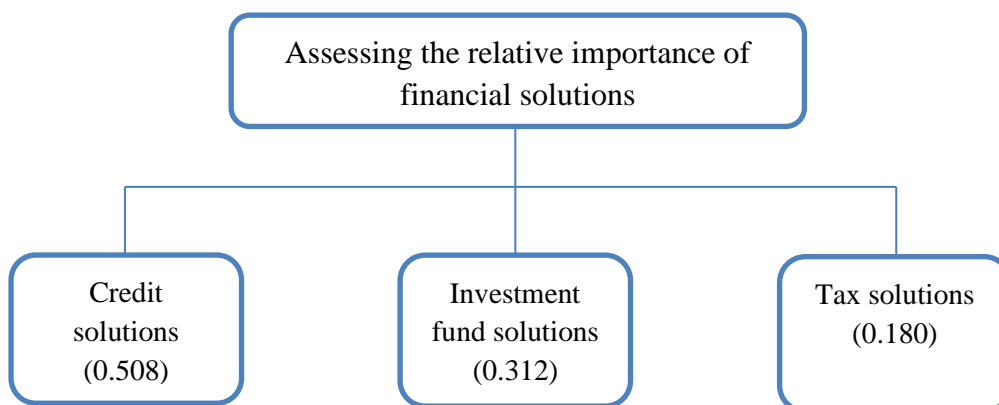 Assessing the relative importance of
financial solutions
Credit
solutions
(0.508)
Investment
fund solutions
(0.312)
Tax solutions
(0.180)